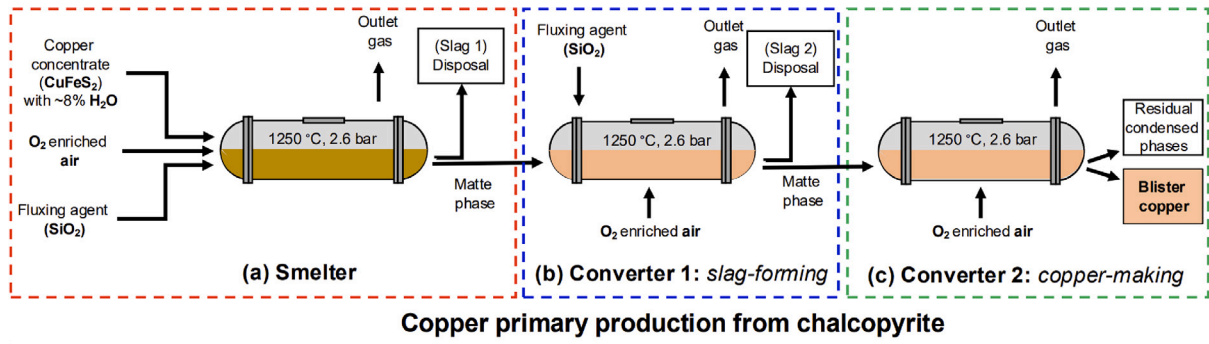 Copper
concentrate
(CuFeS2)
with ~8% H2O
O2 enriched
air
Fluxing agent
(SiO2)
Outlet
gas
(Slag 1)
Disposal
1250 °C, 2.6 bar
Matte
phase
(a) Smelter
Fluxing agent
(SiO2)
Outlet
gas
(Slag 2)
Disposal
1250 °C, 2.6 bar
Matte
phase
O2 enriched air
(b) Converter 1: slag-forming
Outlet
gas
1250 °C, 2.6 bar
Residual
condensed
phases
Blister
copper
O2 enriched air
(c) Converter 2: copper-making
Copper primary production from chalcopyrite